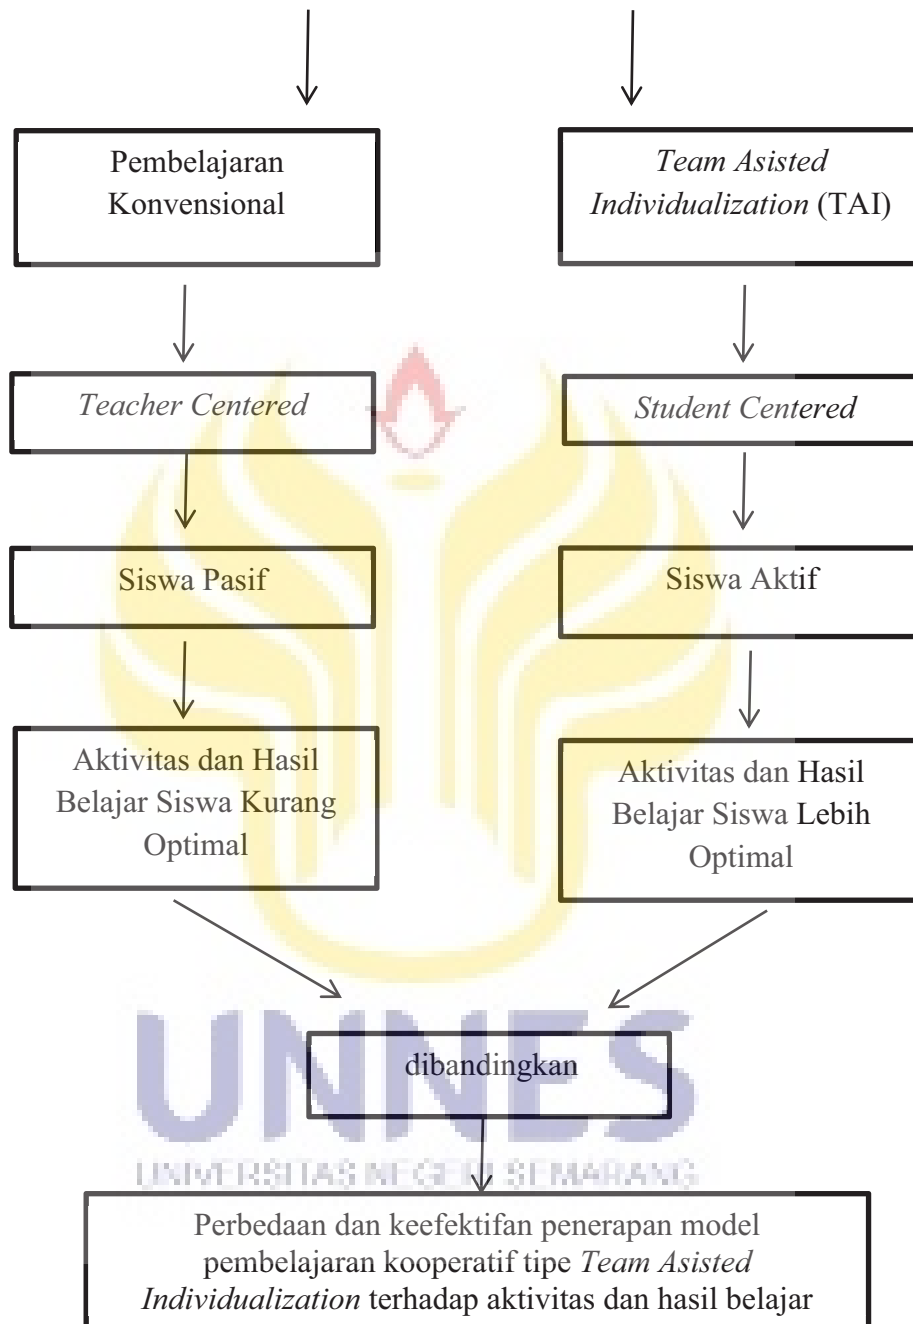 Pembelajaran
Konvensional
Team Asisted
Individualization (TAI)
Teacher Centered
Student Centered
Siswa Pasif
Siswa Aktif
Aktivitas dan Hasil
Belajar Siswa Kurang
Optimal
Aktivitas dan Hasil
Belajar Siswa Lebih
Optimal
UNNES
dibandingkan
UNIVERSITAS NEGERI SEMARANG
Perbedaan dan keefektifan penerapan model
pembelajaran kooperatif tipe Team Asisted
Individualization terhadap aktivitas dan hasil belajar